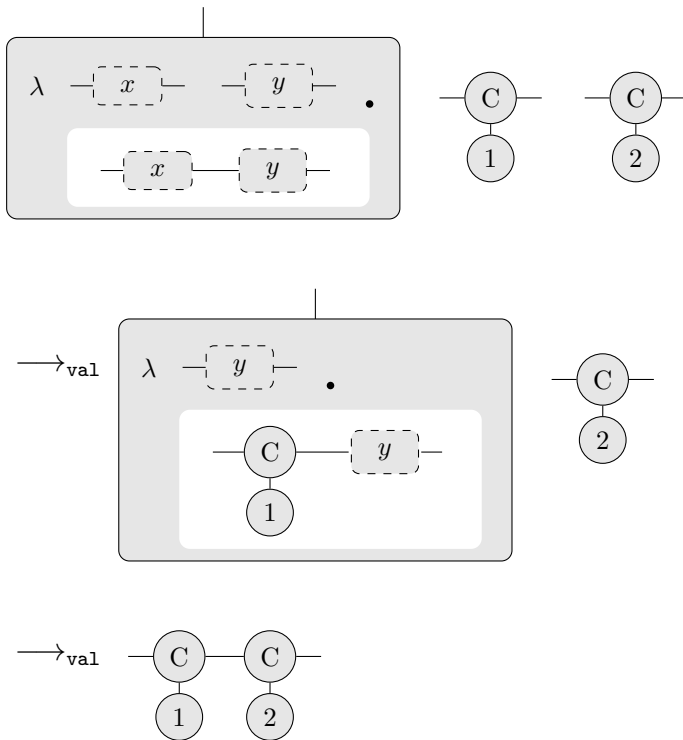 λ x y .
C C
x y
1 2
⟶val λ y .
C
C y
2
1
⟶val C C
1 2